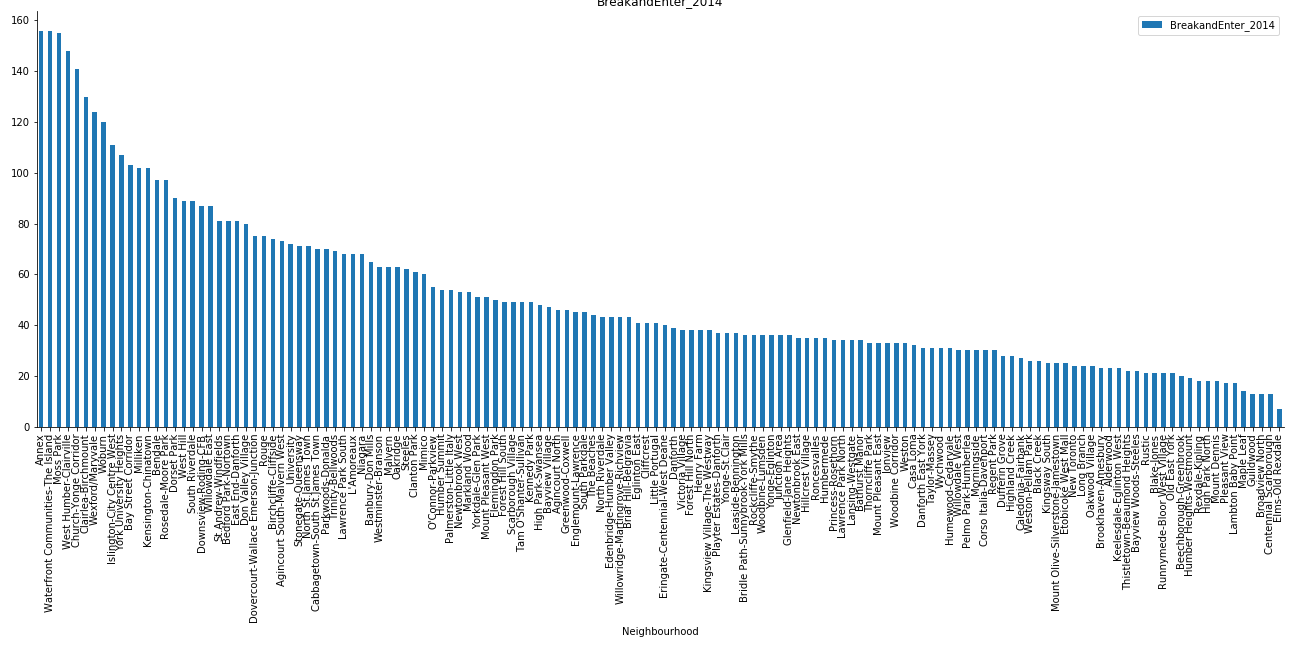 BreakandEnter_2014
BreakandEnter_2014
160
140
120
100
80
60
40
20
0
Annex
Waterfront Communities-The Island
Moss Park
West Humber-Clairville
Church-Yonge Corridor
Clairlea-Birchmount
Wexford/Maryvale
Woburn
Islington-City Centre West
York University Heights
Bay Street Corridor
Milliken
Kensington-Chinatown
Bendale
Rosedale-Moore Park
Dorset Park
West Hill
South Riverdale
Downsview-Roding-CFB
Willowdale East
St.Andrew-Windfields
Bedford Park-Nortown
East End-Danforth
Don Valley Village
Dovercourt-Wallace Emerson-Junction
Rouge
Birchcliffe-Cliffside
Agincourt South-Malvern West
University
Stonegate-Queensway
North St.James Town
Cabbagetown-South St.James Town
Parkwoods-Donalda
Trinity-Bellwoods
Lawrence Park South
L'Amoreaux
Niagara
Banbury-Don Mills
Westminster-Branson
Malvern
Oakridge
Steeles
Clanton Park
Mimico
O'Connor-Parkview
Humber Summit
Palmerston-Little Italy
Newtonbrook West
Markland Wood
Yorkdale-Glen Park
Mount Pleasant West
Flemingdon Park
Forest Hill South
Scarborough Village
Tam O'Shanter-Sullivan
Kennedy Park
High Park-Swansea
Bayview Village
Agincourt North
Greenwood-Coxwell
Englemount-Lawrence
South Parkdale
The Beaches
North Riverdale
Edenbridge-Humber Valley
Willowridge-Martingrove-Richview
Briar Hill-Belgravia
Eglinton East
Cliffcrest
Little Portugal
Eringate-Centennial-West Deane
Danforth
Victoria Village
Forest Hill North
Henry Farm
Kingsview Village-The Westway
Playter Estates-Danforth
Yonge-St.Clair
Leaside-Bennington
Bridle Path-Sunnybrook-York Mills
Rockcliffe-Smythe
Woodbine-Lumsden
Yonge-Eglinton
Junction Area
Glenfield-Jane Heights
Newtonbrook East
Hillcrest Village
Roncesvalles
Humbermede
Princess-Rosethorn
Lawrence Park North
Lansing-Westgate
Bathurst Manor
Thorncliffe Park
Mount Pleasant East
Ionview
Woodbine Corridor
Weston
Casa Loma
Danforth East York
Taylor-Massey
Wychwood
Humewood-Cedarvale
Willowdale West
Pelmo Park-Humberlea
Morningside
Corso Italia-Davenport
Regent Park
Dufferin Grove
Highland Creek
Caledonia-Fairbank
Weston-Pellam Park
Black Creek
Kingsway South
Mount Olive-Silverstone-Jamestown
Etobicoke West Mall
New Toronto
Long Branch
Oakwood Village
Brookhaven-Amesbury
Alderwood
Keelesdale-Eglinton West
Thistletown-Beaumond Heights
Bayview Woods-Steeles
Rustic
Blake-Jones
Runnymede-Bloor West Village
Old East York
Beechborough-Greenbrook
Humber Heights-Westmount
Rexdale-Kipling
High Park North
Mount Dennis
Pleasant View
Lambton Baby Point
Maple Leaf
Guildwood
Broadview North
Centennial Scarborough
Elms-Old Rexdale
Neighbourhood